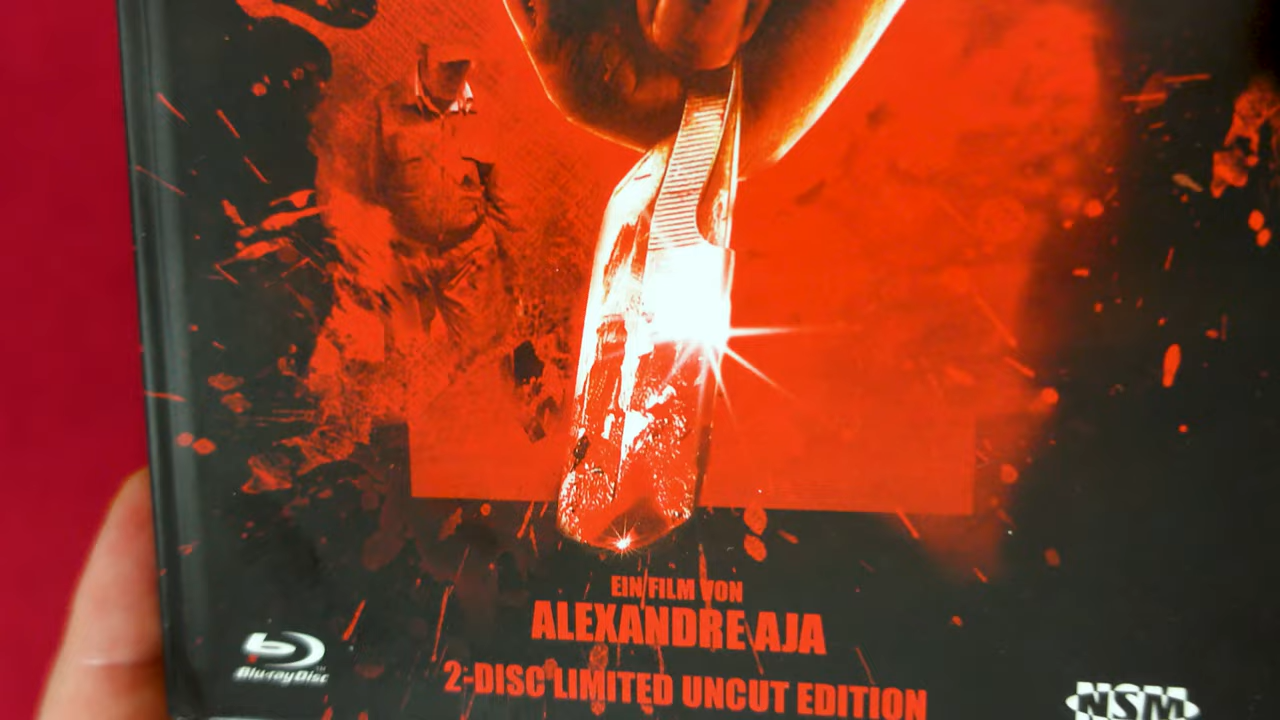 EIN FILM VON
ALEXANDRE AJA
2-DISC LIMITED UNCUT EDITION
Blu-ray Disc
NSM